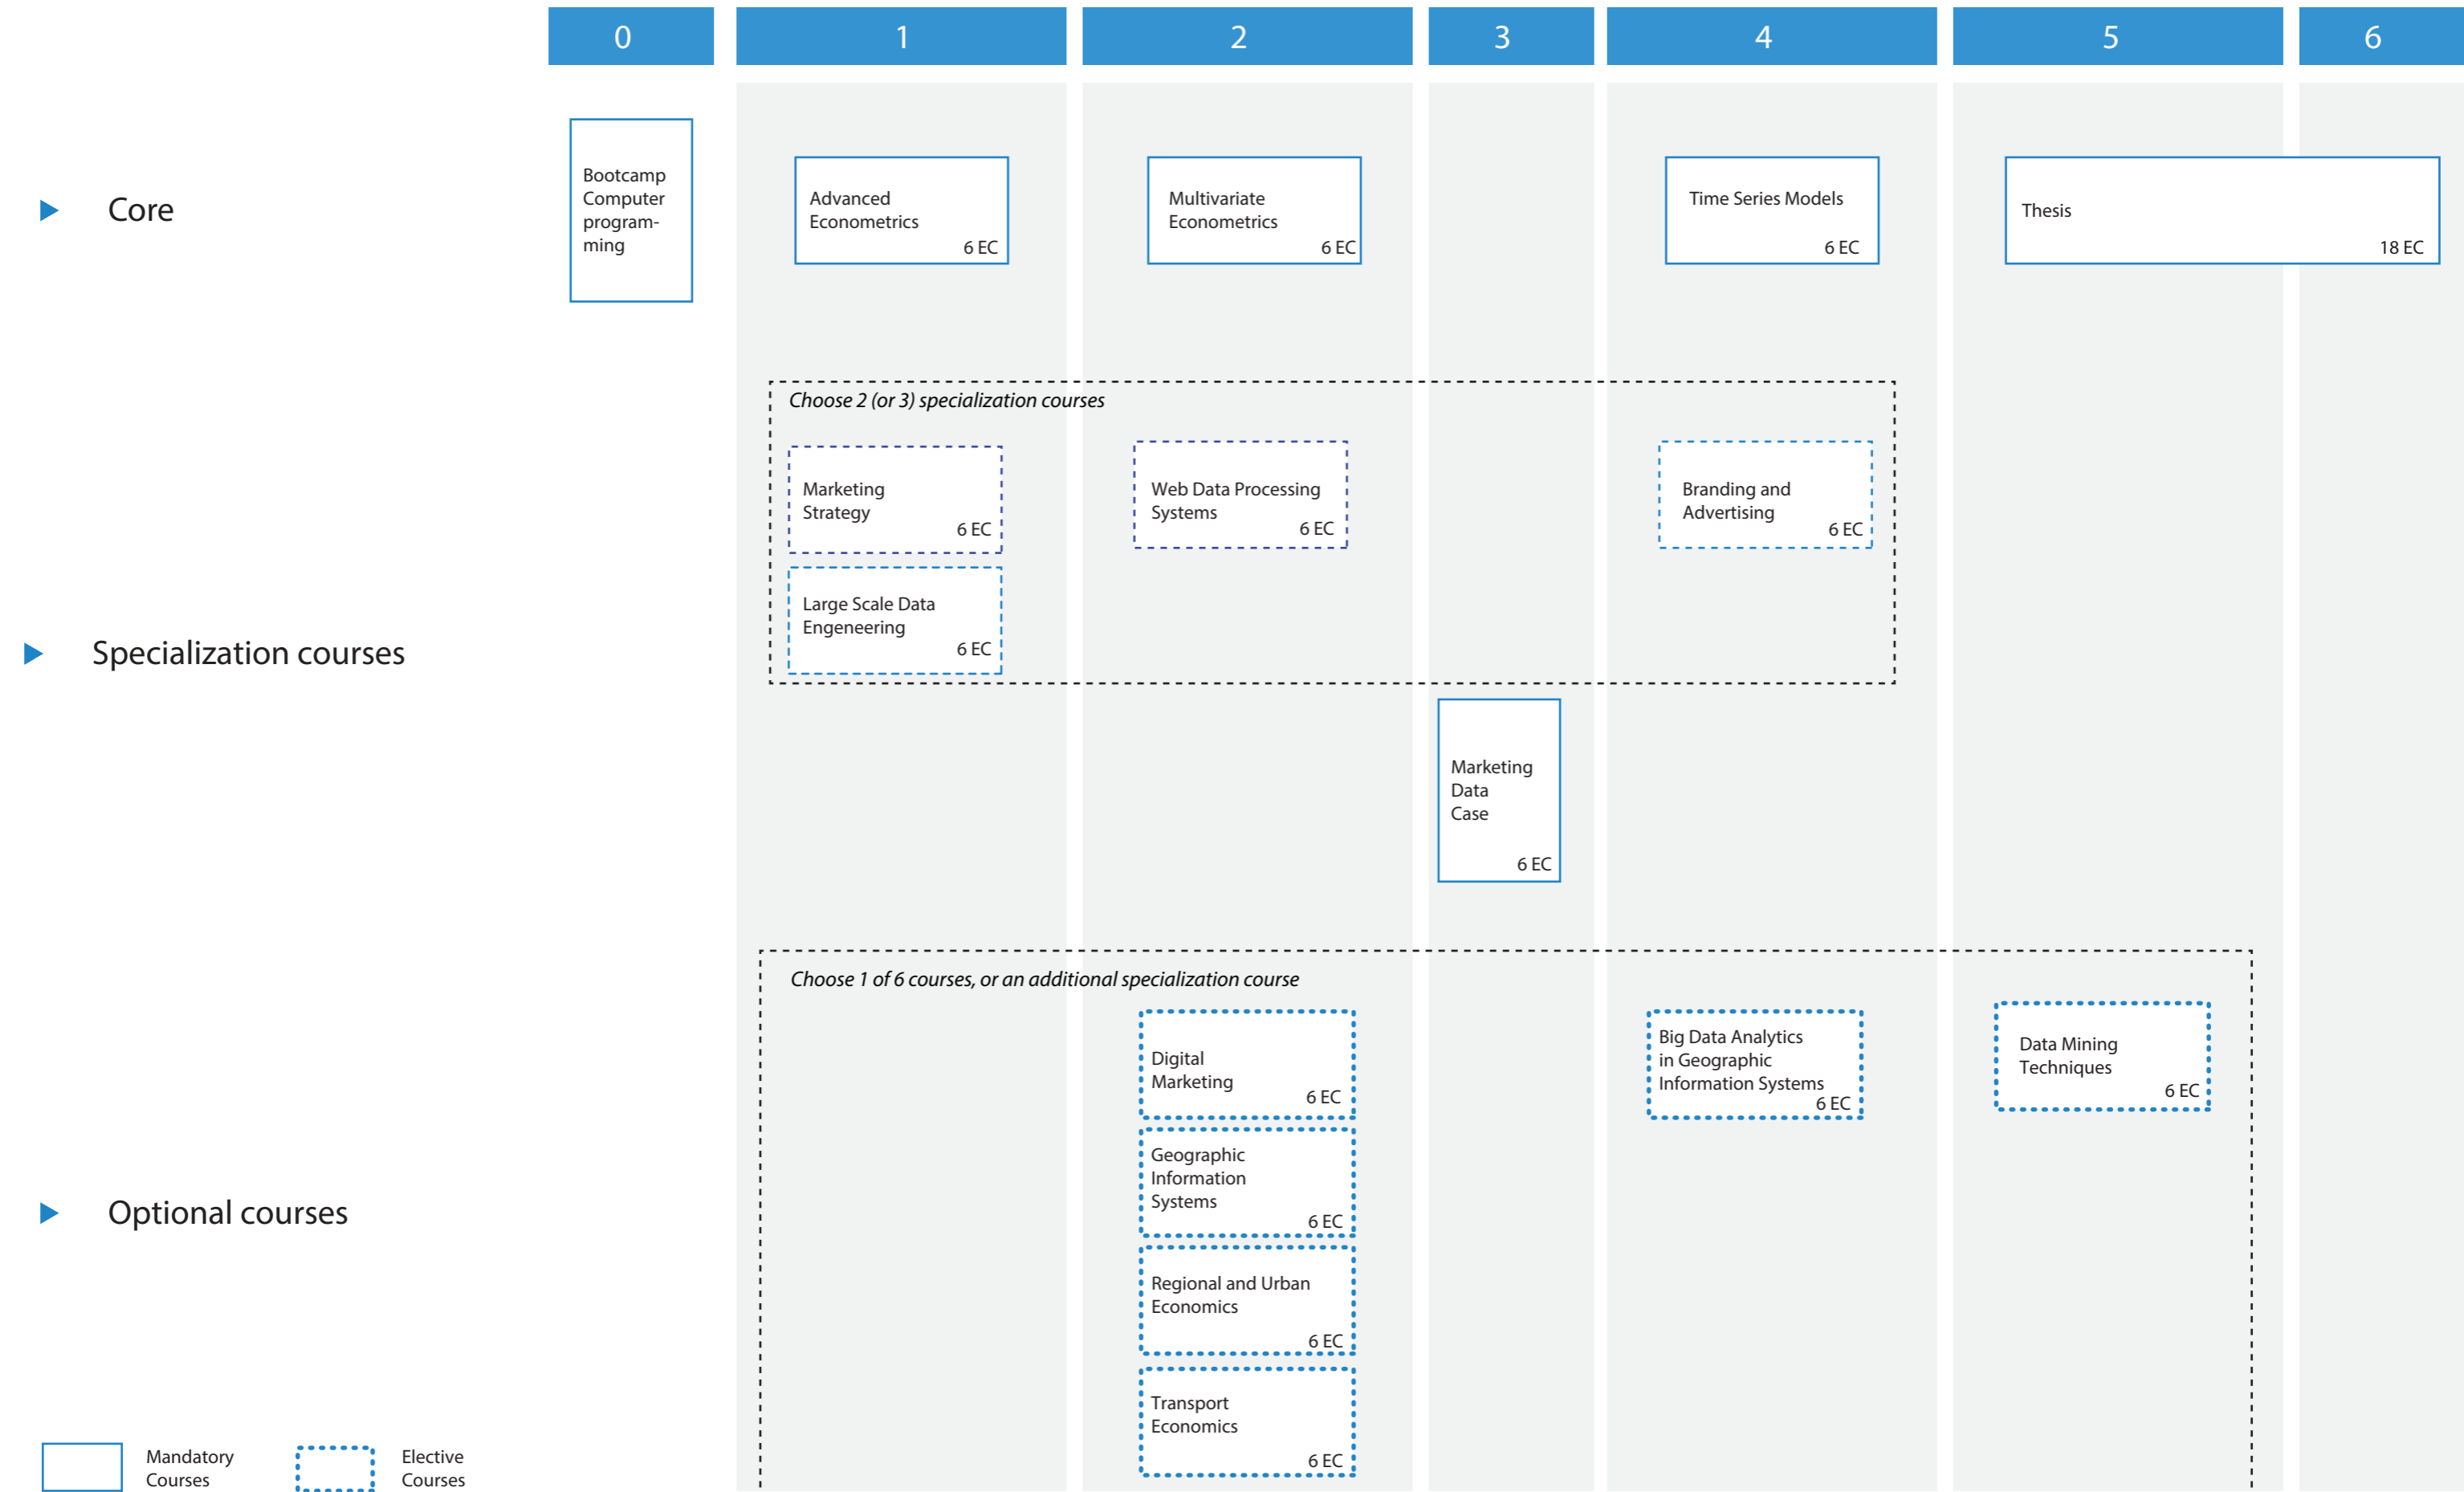 0
1
2
3
4
5
6
Core
Bootcamp
Computer
program-
ming
Advanced
Econometrics
6 EC
Multivariate
Econometrics
6 EC
Time Series Models
6 EC
Thesis
18 EC
Specialization courses
Choose 2 (or 3) specialization courses
Marketing
Strategy
6 EC
Web Data Processing
Systems
6 EC
Branding and
Advertising
6 EC
Large Scale Data
Engeneering
6 EC
Marketing
Data
Case
6 EC
Optional courses
Choose 1 of 6 courses, or an additional specialization course
Digital
Marketing
6 EC
Big Data Analytics
in Geographic
Information Systems
6 EC
Data Mining
Techniques
6 EC
Geographic
Information
Systems
6 EC
Regional and Urban
Economics
6 EC
Transport
Economics
6 EC
Mandatory
Courses
Elective
Courses